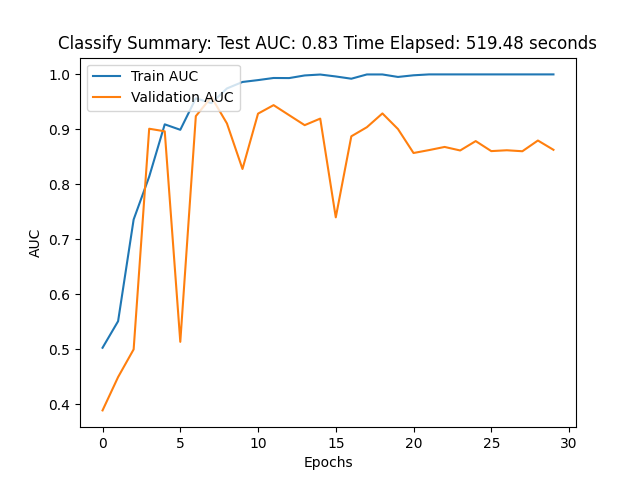 Classify Summary: Test AUC: 0.83 Time Elapsed: 519.48 seconds
Train AUC
Validation AUC
1.0
0.9
0.8
0.7
0.6
0.5
0.4
AUC
0 5 10 15 20 25 30
Epochs